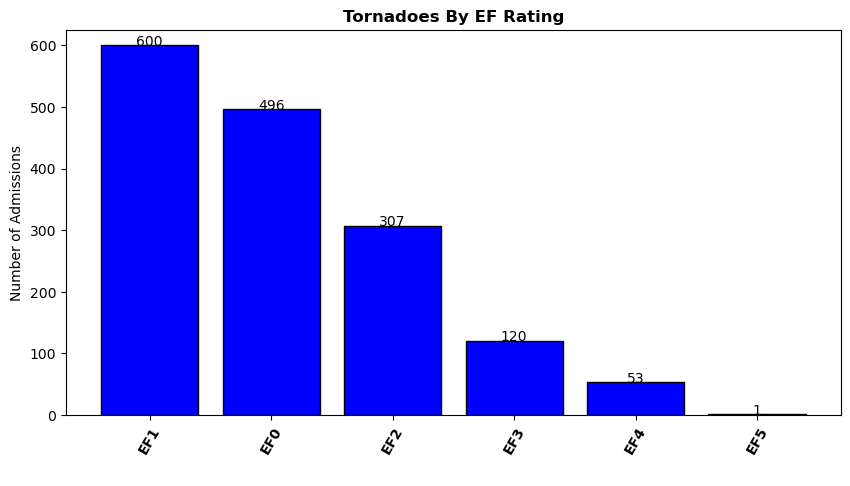 Tornadoes By EF Rating
Number of Admissions
600
500
400
300
200
100
0
600
496
307
120
53
1
EF1
EF0
EF2
EF3
EF4
EF5